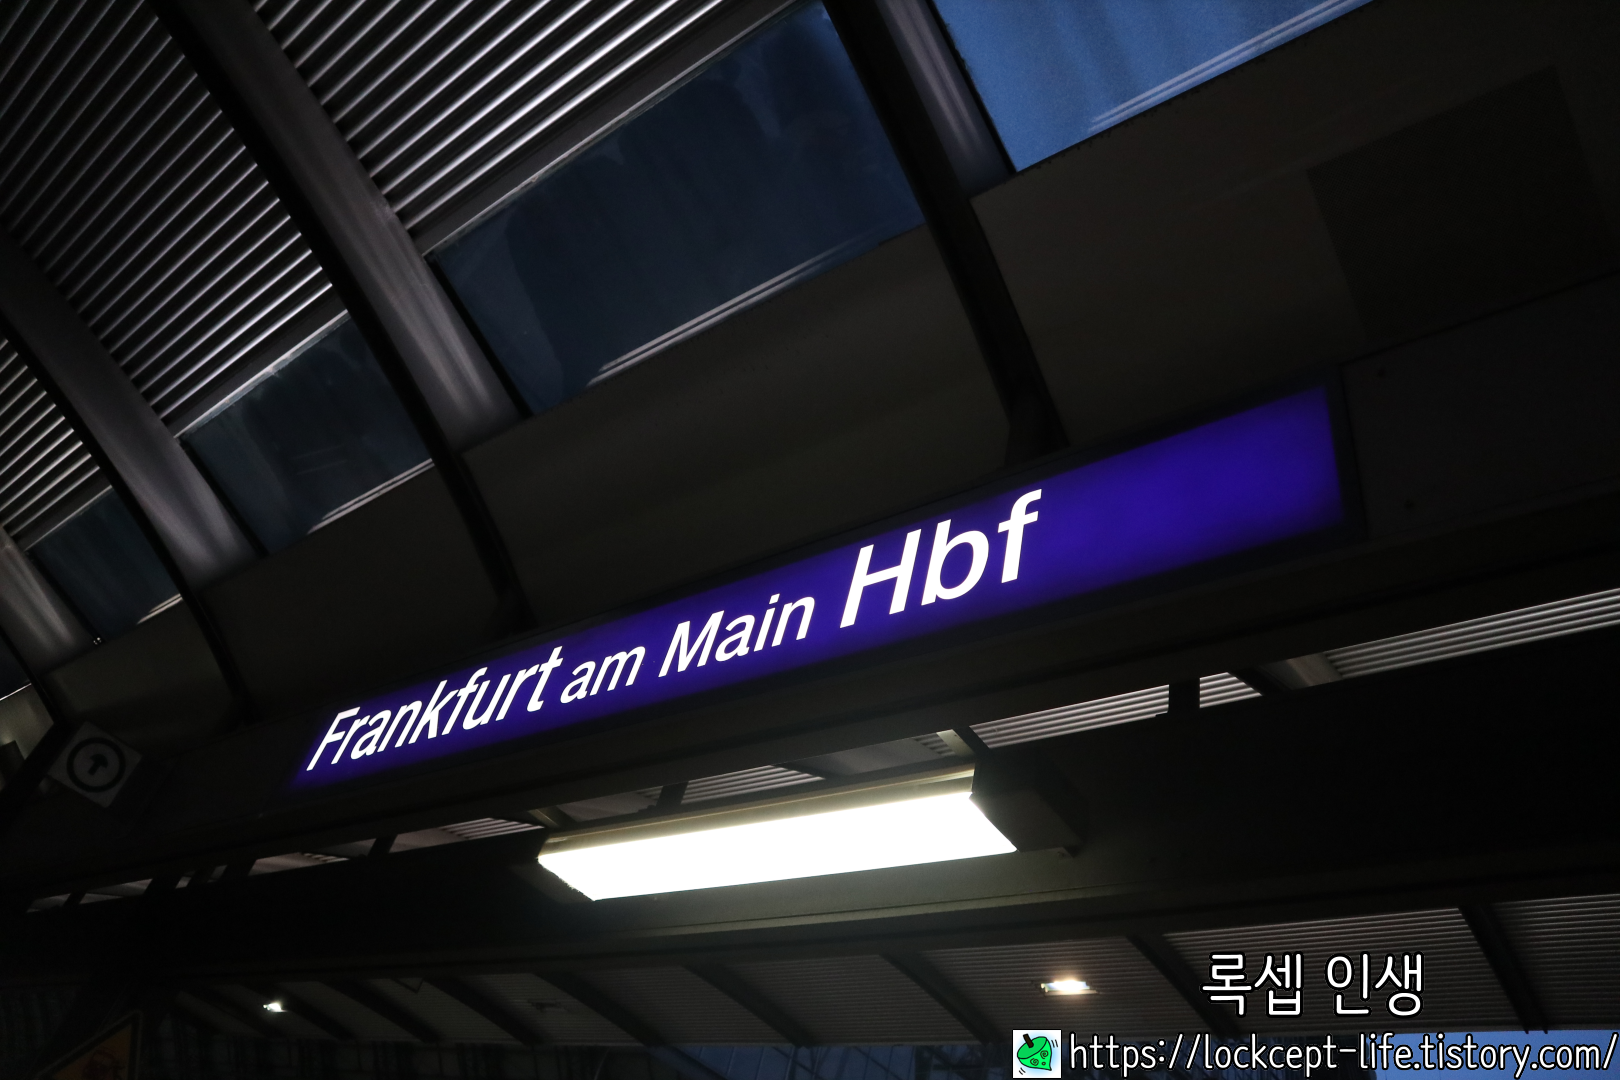 Frankfurt am Main Hbf
록셉 인생
https://lockcept-life.tistory.com/